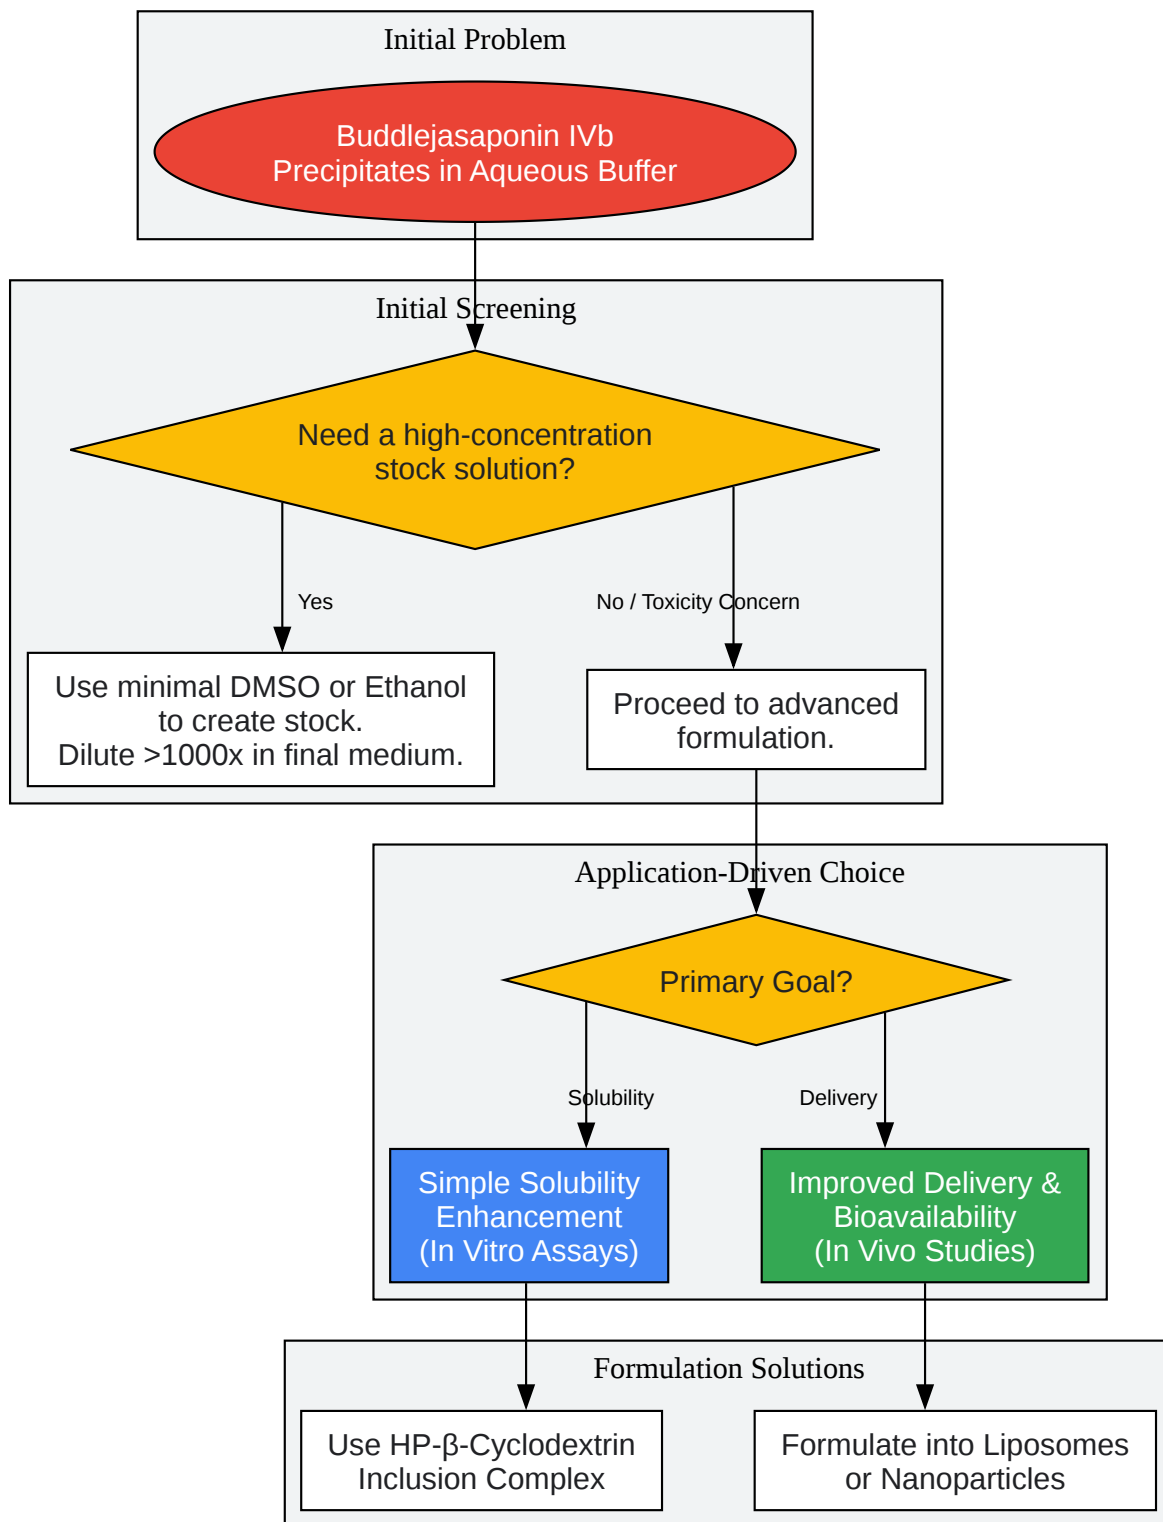 Initial Problem
Buddlejasaponin IVb
Precipitates in Aqueous Buffer
Initial Screening
Need a high-concentration
stock solution?
Yes
No / Toxicity Concern
Use minimal DMSO or Ethanol
to create stock.
Dilute >1000x in final medium.
Proceed to advanced
formulation.
Application-Driven Choice
Primary Goal?
Solubility
Delivery
Simple Solubility
Enhancement
(In Vitro Assays)
Improved Delivery &
Bioavailability
(In Vivo Studies)
Formulation Solutions
Use HP-β-Cyclodextrin
Inclusion Complex
Formulate into Liposomes
or Nanoparticles